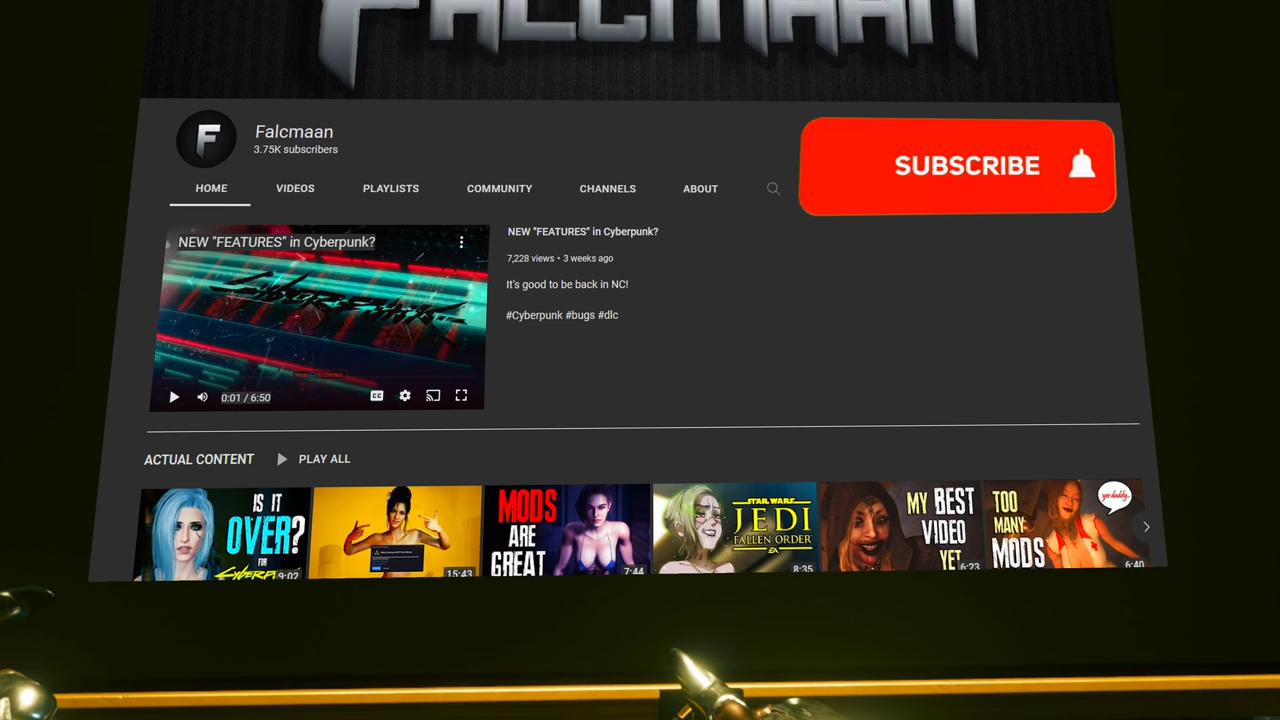 FALCMAAN
F
Falcmaan
3.75K subscribers
SUBSCRIBE
HOME VIDEOS PLAYLISTS COMMUNITY CHANNELS ABOUT
NEW "FEATURES" in Cyberpunk?
CYBERPUNK
0:01 / 6:50
CC
NEW "FEATURES" in Cyberpunk?
7,228 views • 3 weeks ago
It's good to be back in NC!
#Cyberpunk #bugs #dlc
ACTUAL CONTENT PLAY ALL
IS IT
OVER?
FOR
9:02
15:43
MODS
ARE
GREAT
7:44
STAR WARS
JEDI
FALLEN ORDER
EA
8:35
MY BEST
VIDEO
YET
6:23
TOO
MANY
MODS
yes daddy..
6:40